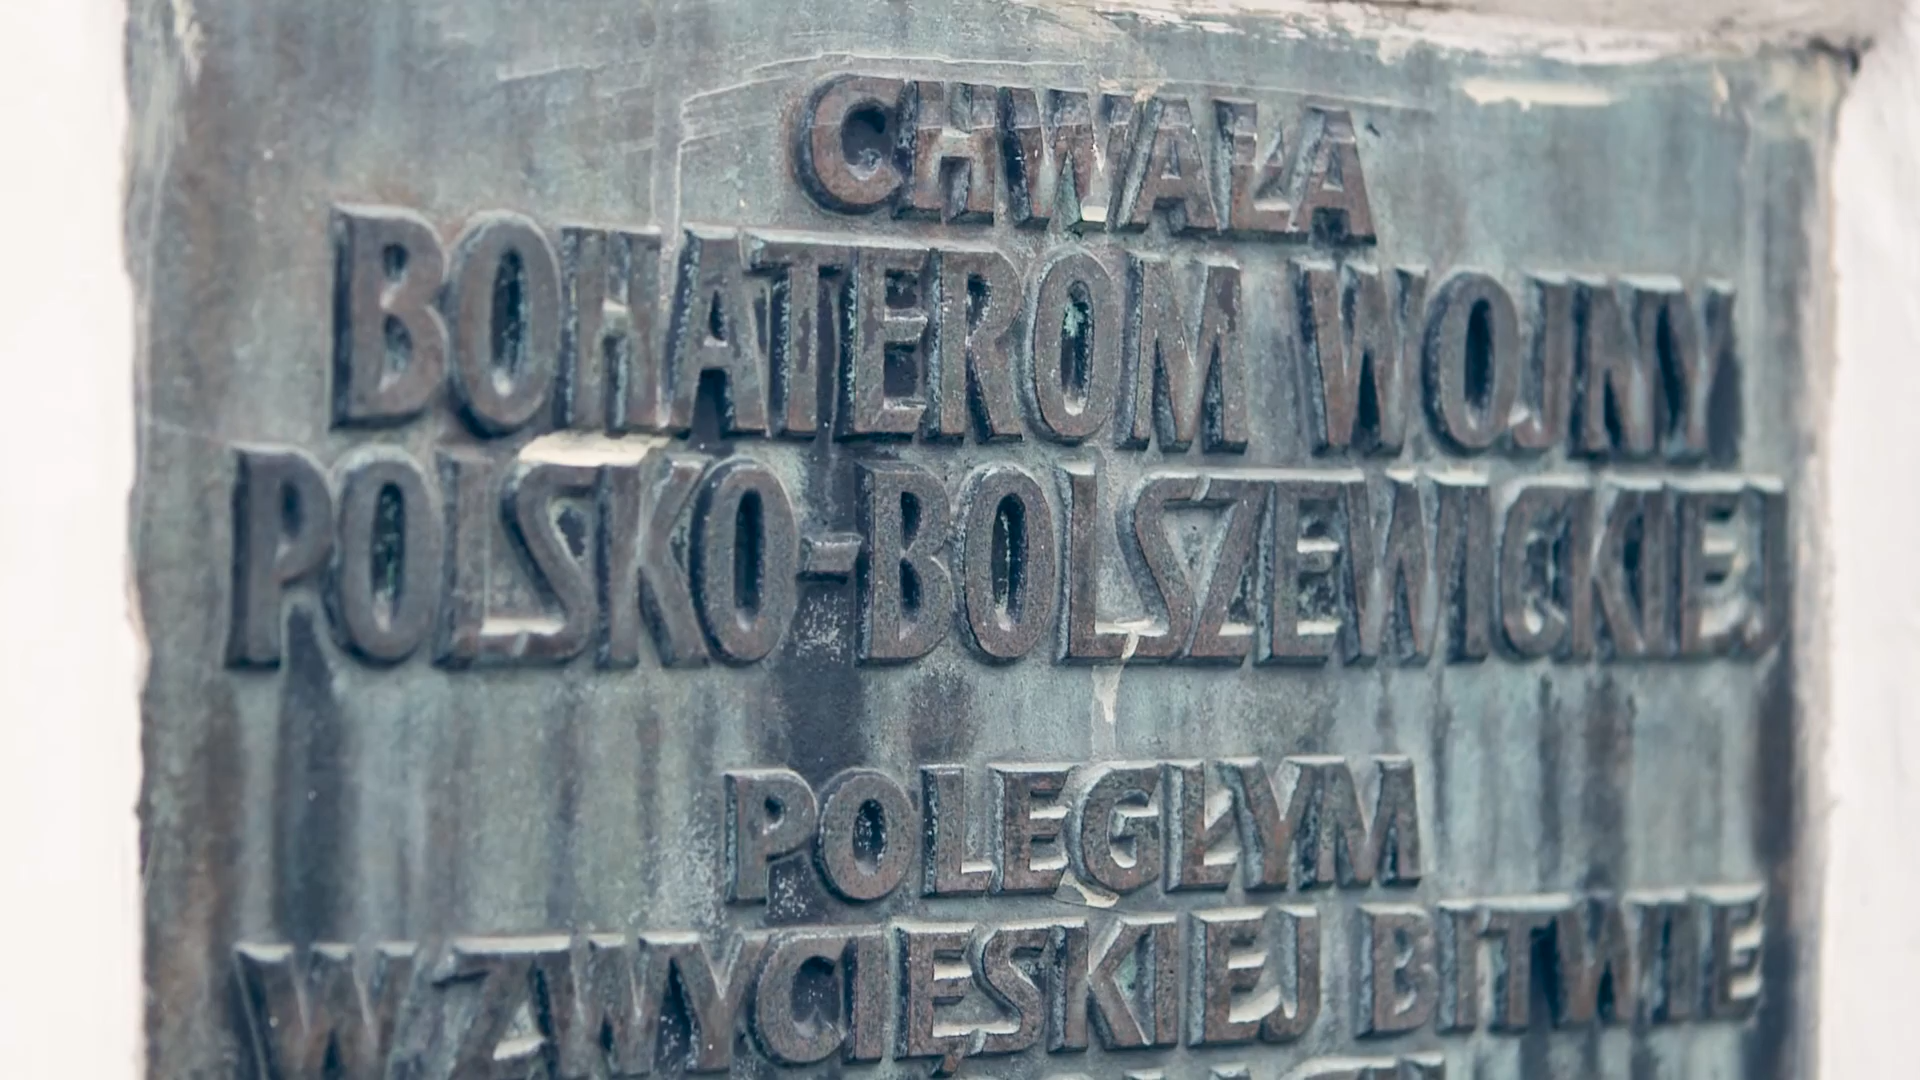 CHWAŁA
BOHATEROM WOJNY
POLSKO-BOLSZEWICKIEJ
POLEGŁYM
W ZWYCIĘSKIEJ BITWIE